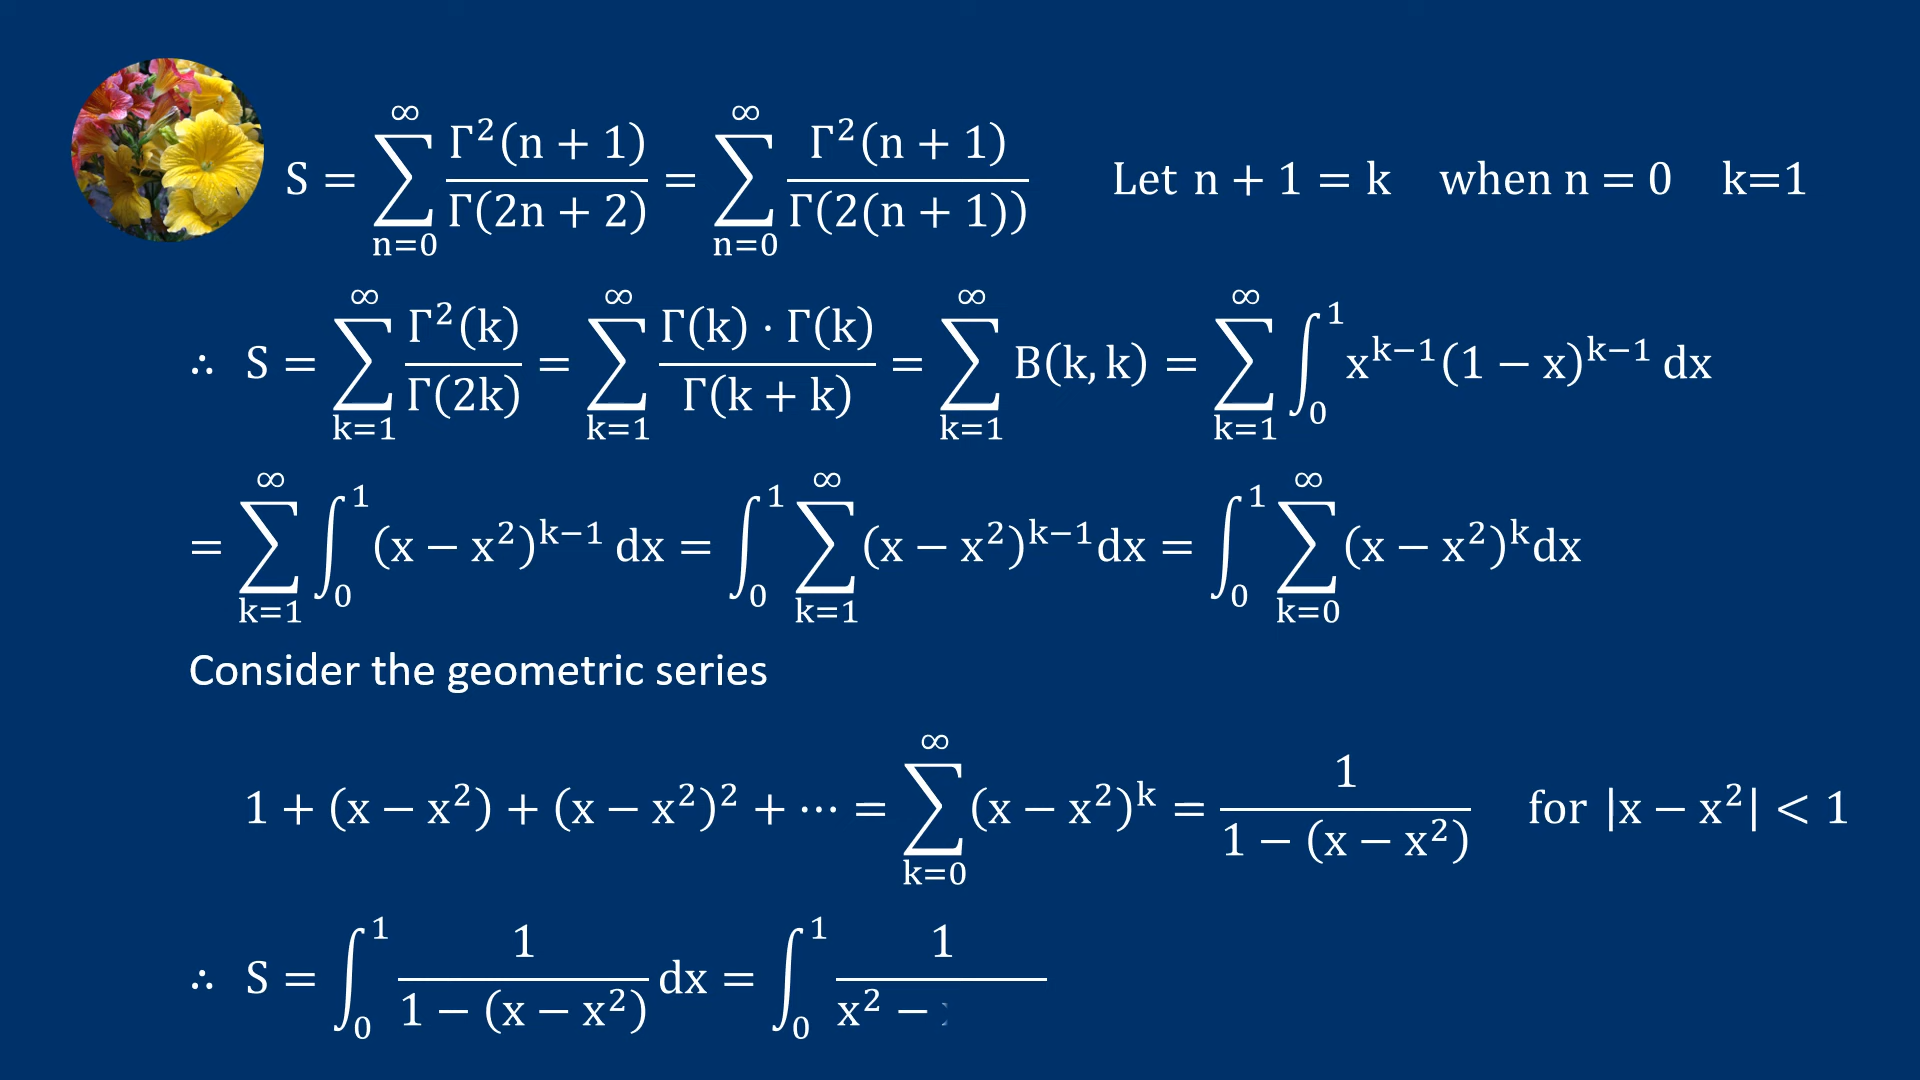 S = ∑_{n=0}^{∞} Γ²(n + 1)/Γ(2n + 2) = ∑_{n=0}^{∞} Γ²(n + 1)/Γ(2(n + 1)) Let n + 1 = k when n = 0 k=1
∴ S = ∑_{k=1}^{∞} Γ²(k)/Γ(2k) = ∑_{k=1}^{∞} Γ(k) · Γ(k)/Γ(k + k) = ∑_{k=1}^{∞} B(k, k) = ∑_{k=1}^{∞} ∫_0^1 x^{k−1}(1 − x)^{k−1} dx
= ∑_{k=1}^{∞} ∫_0^1 (x − x²)^{k−1} dx = ∫_0^1 ∑_{k=1}^{∞} (x − x²)^{k−1} dx = ∫_0^1 ∑_{k=0}^{∞} (x − x²)^k dx
Consider the geometric series
1 + (x − x²) + (x − x²)² + ⋯ = ∑_{k=0}^{∞} (x − x²)^k = 1/(1 − (x − x²)) for |x − x²| < 1
∴ S = ∫_0^1 1/(1 − (x − x²)) dx = ∫_0^1 1/(x² −